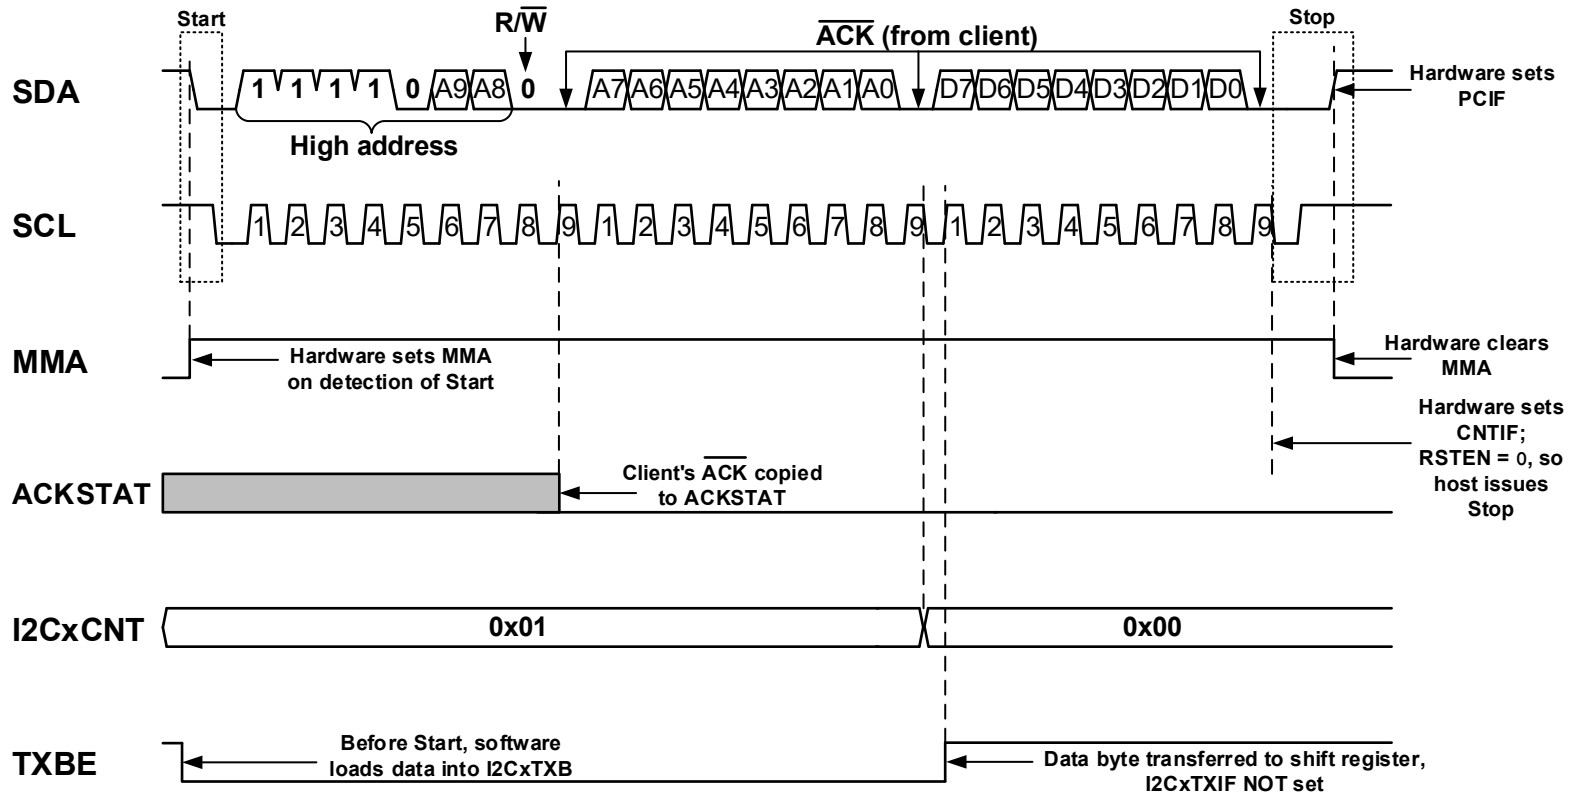 Start
R/W
ACK (from client)
Stop
SDA
1 1 1 1 0 A9 A8 0 A7 A6 A5 A4 A3 A2 A1 A0 D7 D6 D5 D4 D3 D2 D1 D0
Hardware sets
PCIF
High address
SCL
1 2 3 4 5 6 7 8 9 1 2 3 4 5 6 7 8 9 1 2 3 4 5 6 7 8 9
MMA
Hardware sets MMA
on detection of Start
Hardware clears
MMA
Hardware sets
CNTIF;
RSTEN = 0, so
host issues
Stop
ACKSTAT
Client's ACK copied
to ACKSTAT
I2CxCNT
0x01
0x00
TXBE
Before Start, software
loads data into I2CxTXB
Data byte transferred to shift register,
I2CxTXIF NOT set